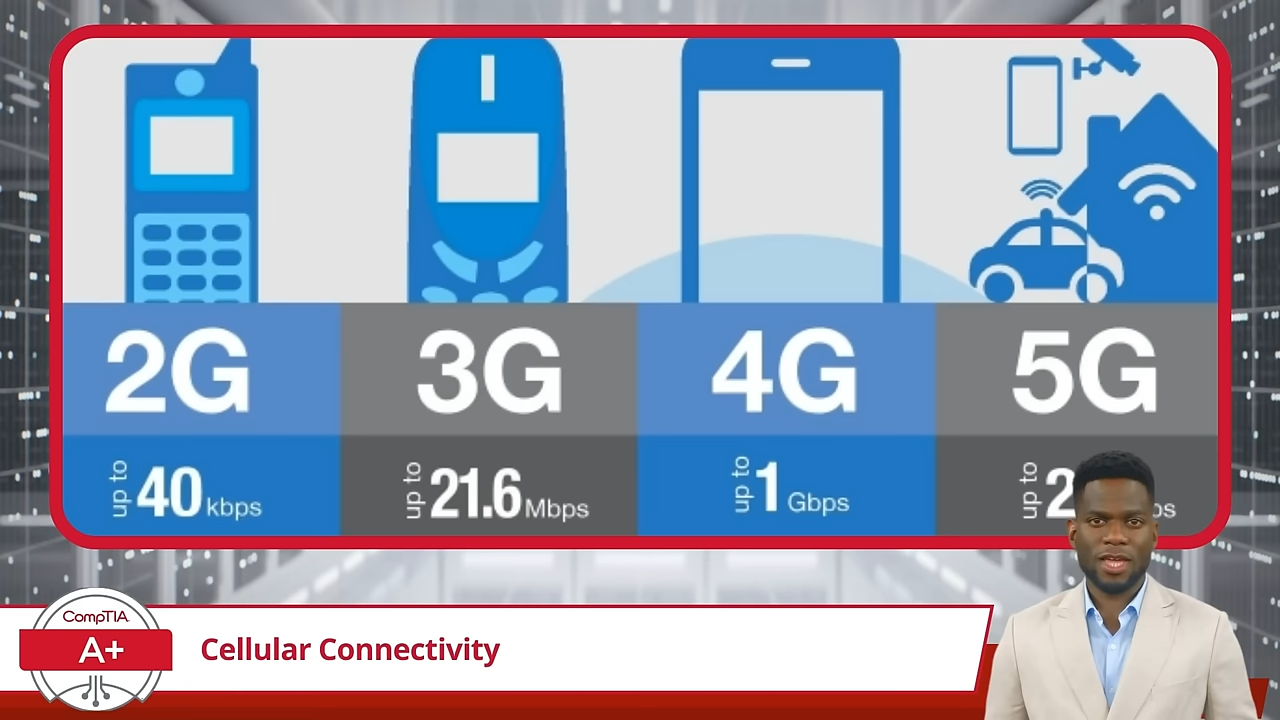 2G
3G
4G
5G
up to 40 kbps
up to 21.6 Mbps
up to 1 Gbps
up to 2
CompTIA
A+
Cellular Connectivity